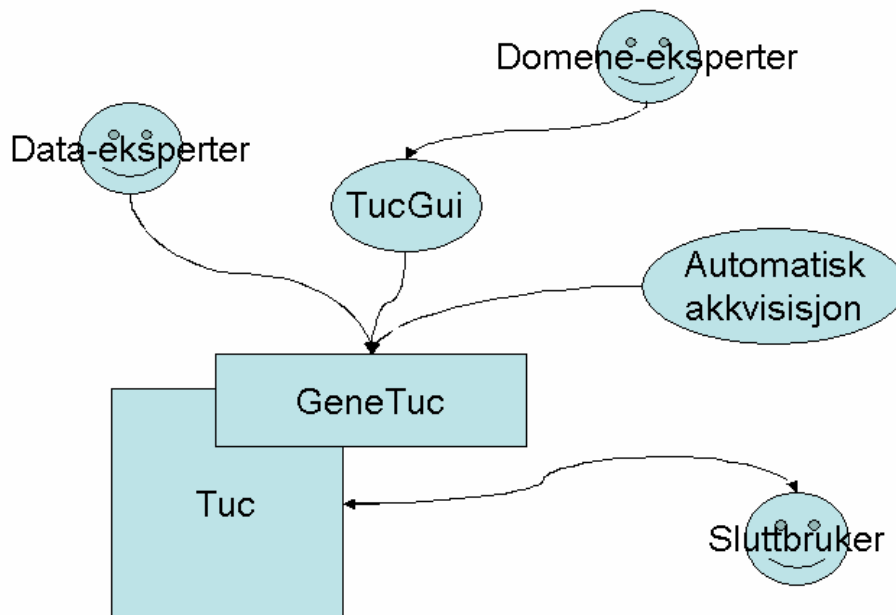 Domene-eksperter
Data-eksperter
TucGui
Automatisk
akkvisisjon
GeneTuc
Tuc
Sluttbruker